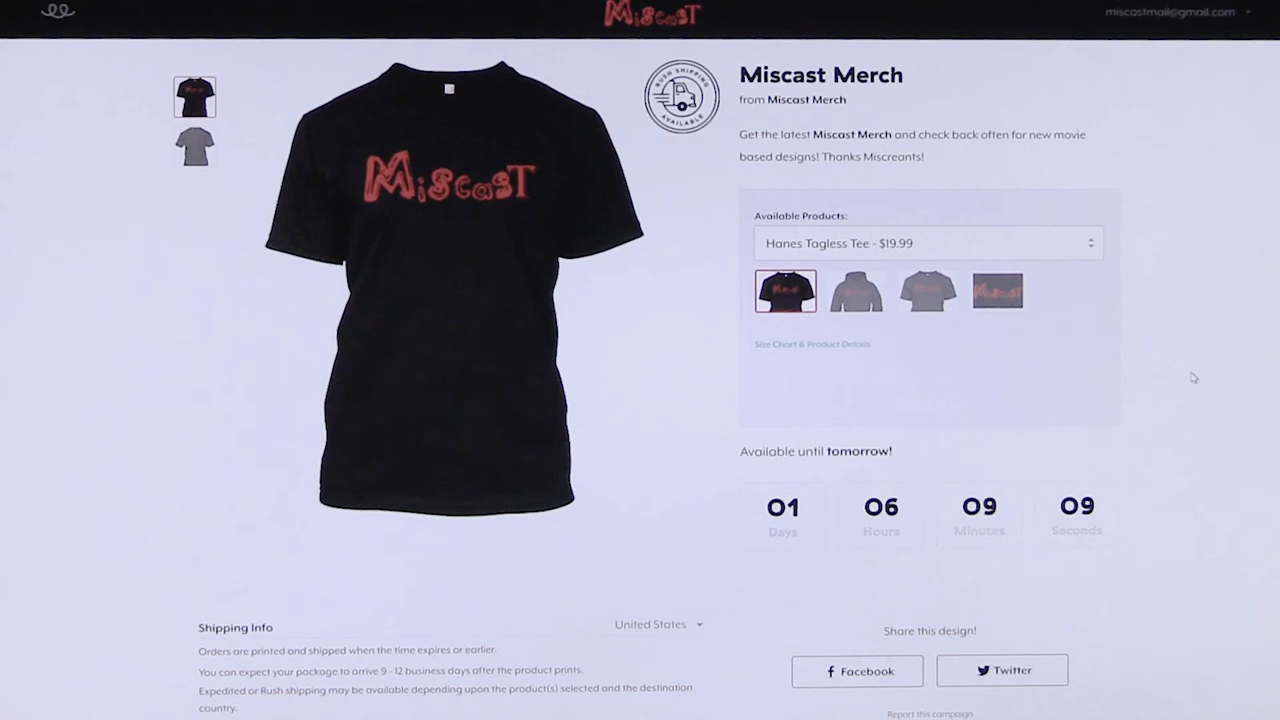 MiscasT
miscastmail@gmail.com
RUSH SHIPPING
AVAILABLE
MiscasT
Miscast Merch
from Miscast Merch
Get the latest Miscast Merch and check back often for new movie
based designs! Thanks Miscreants!
Available Products:
Hanes Tagless Tee - $19.99
Size Chart & Product Details
Available until tomorrow!
01 06 09 09
Days Hours Minutes Seconds
Shipping Info
United States
Orders are printed and shipped when the time expires or earlier.
You can expect your package to arrive 9 - 12 business days after the product prints.
Expedited or Rush shipping may be available depending upon the product(s) selected and the destination
country.
Share this design!
Facebook
Twitter
Report this campaign